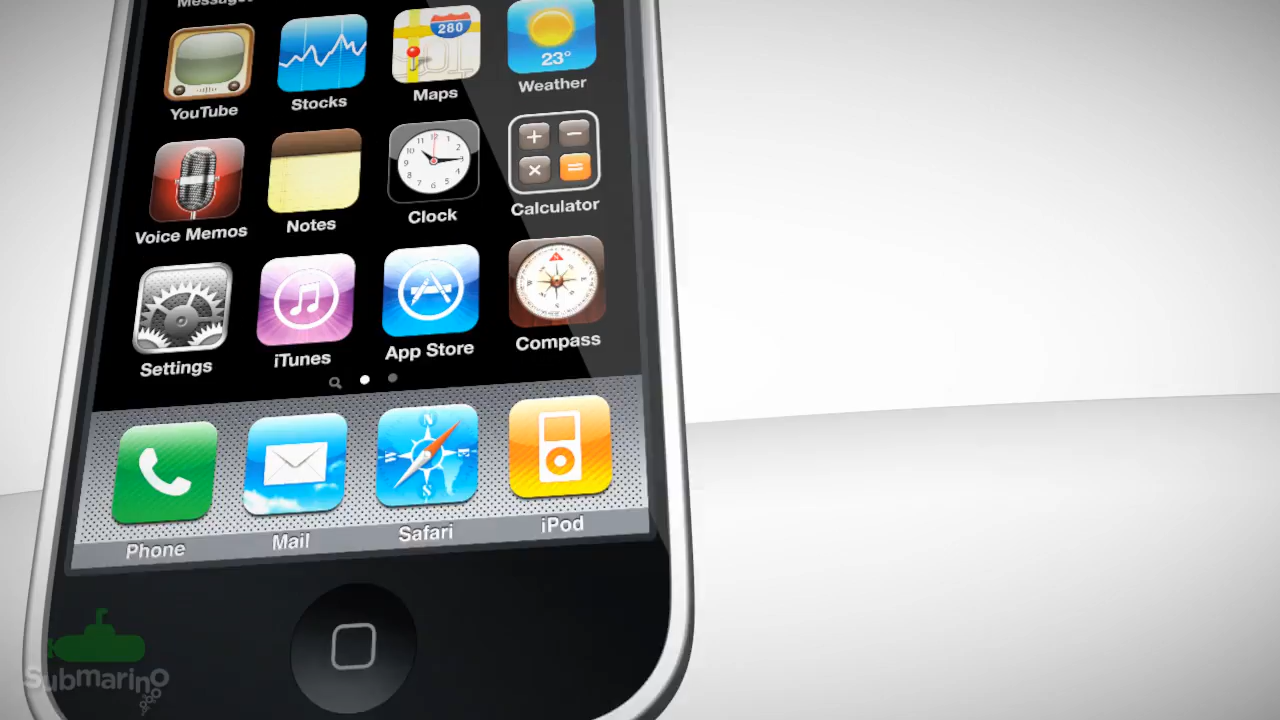 Messages
YouTube
Stocks
280
Maps
23°
Weather
Voice Memos
Notes
Clock
Calculator
Settings
iTunes
App Store
Compass
Phone
Mail
N
W
E
S
Safari
iPod
Submarino